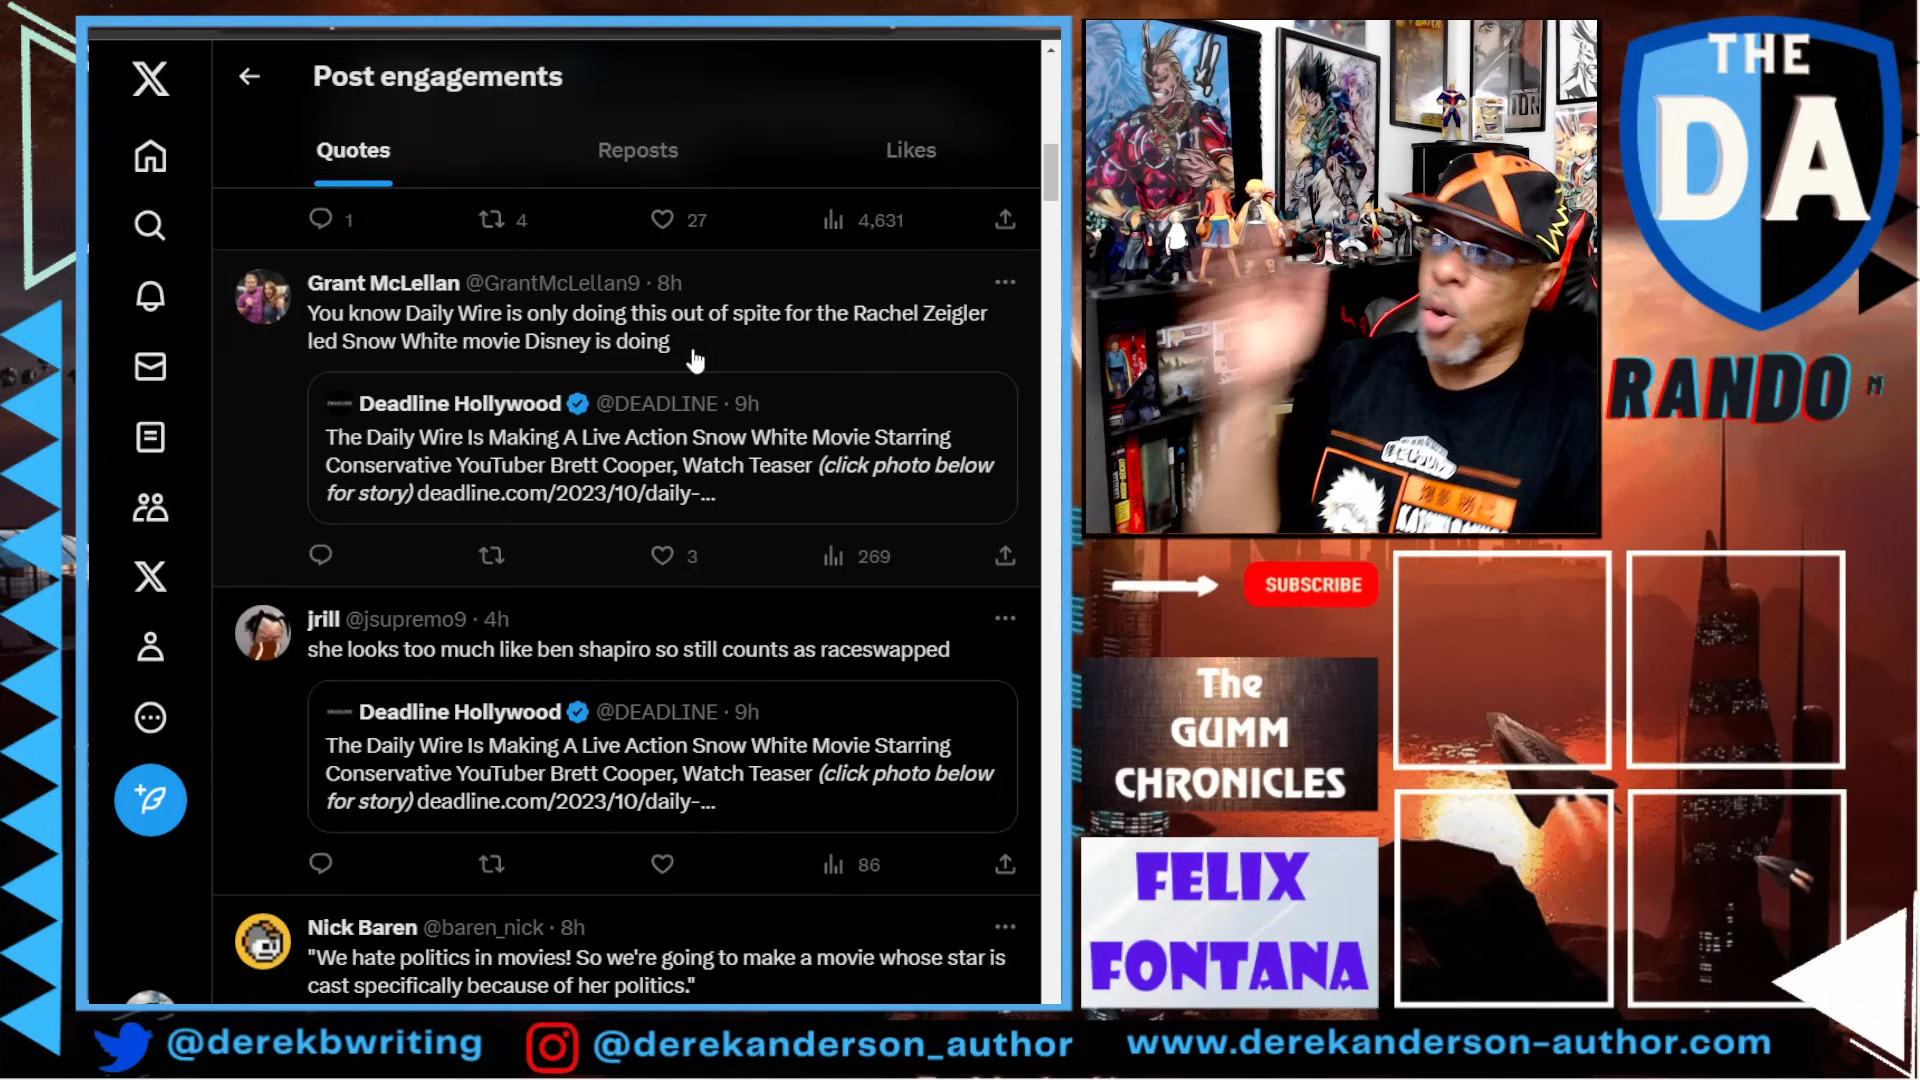 Post engagements
Quotes
Reposts
Likes
1
4
27
4,631
Grant McLellan @GrantMcLellan9 · 8h
You know Daily Wire is only doing this out of spite for the Rachel Zeigler
led Snow White movie Disney is doing
Deadline Hollywood @DEADLINE · 9h
The Daily Wire Is Making A Live Action Snow White Movie Starring
Conservative YouTuber Brett Cooper, Watch Teaser (click photo below
for story) deadline.com/2023/10/daily-...
3
269
jrill @jsupremo9 · 4h
she looks too much like ben shapiro so still counts as raceswapped
Deadline Hollywood @DEADLINE · 9h
The Daily Wire Is Making A Live Action Snow White Movie Starring
Conservative YouTuber Brett Cooper, Watch Teaser (click photo below
for story) deadline.com/2023/10/daily-...
86
Nick Baren @baren_nick · 8h
"We hate politics in movies! So we're going to make a movie whose star is
cast specifically because of her politics."
THE
DA
RANDO
SUBSCRIBE
The
GUMM
CHRONICLES
FELIX
FONTANA
@derekbwriting
@derekanderson_author
www.derekanderson-author.com